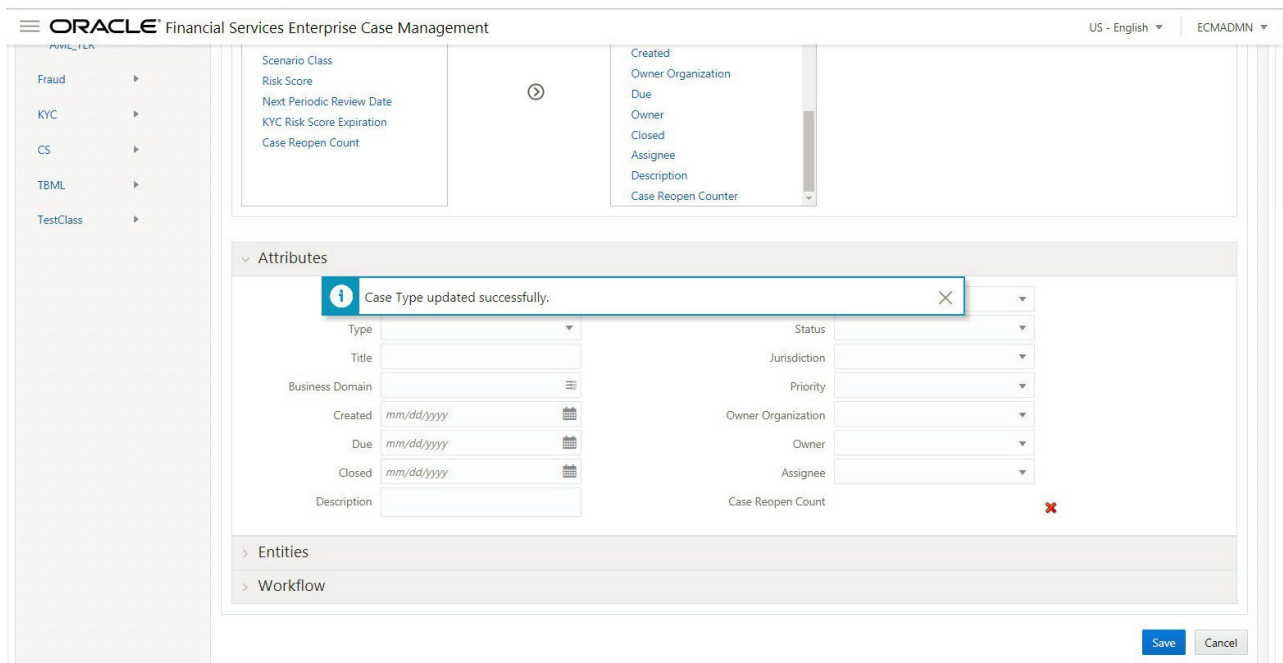 ORACLE® Financial Services Enterprise Case Management US - English ECMADMN
Fraud
KYC
CS
TBML
TestClass
Scenario Class
Risk Score
Next Periodic Review Date
KYC Risk Score Expiration
Case Reopen Count
Created
Owner Organization
Due
Owner
Closed
Assignee
Description
Case Reopen Counter
Attributes
Case Type updated successfully.
Type Status
Title Jurisdiction
Business Domain Priority
Created mm/dd/yyyy Owner Organization
Due mm/dd/yyyy Owner
Closed mm/dd/yyyy Assignee
Description Case Reopen Count
Entities
Workflow
Save Cancel